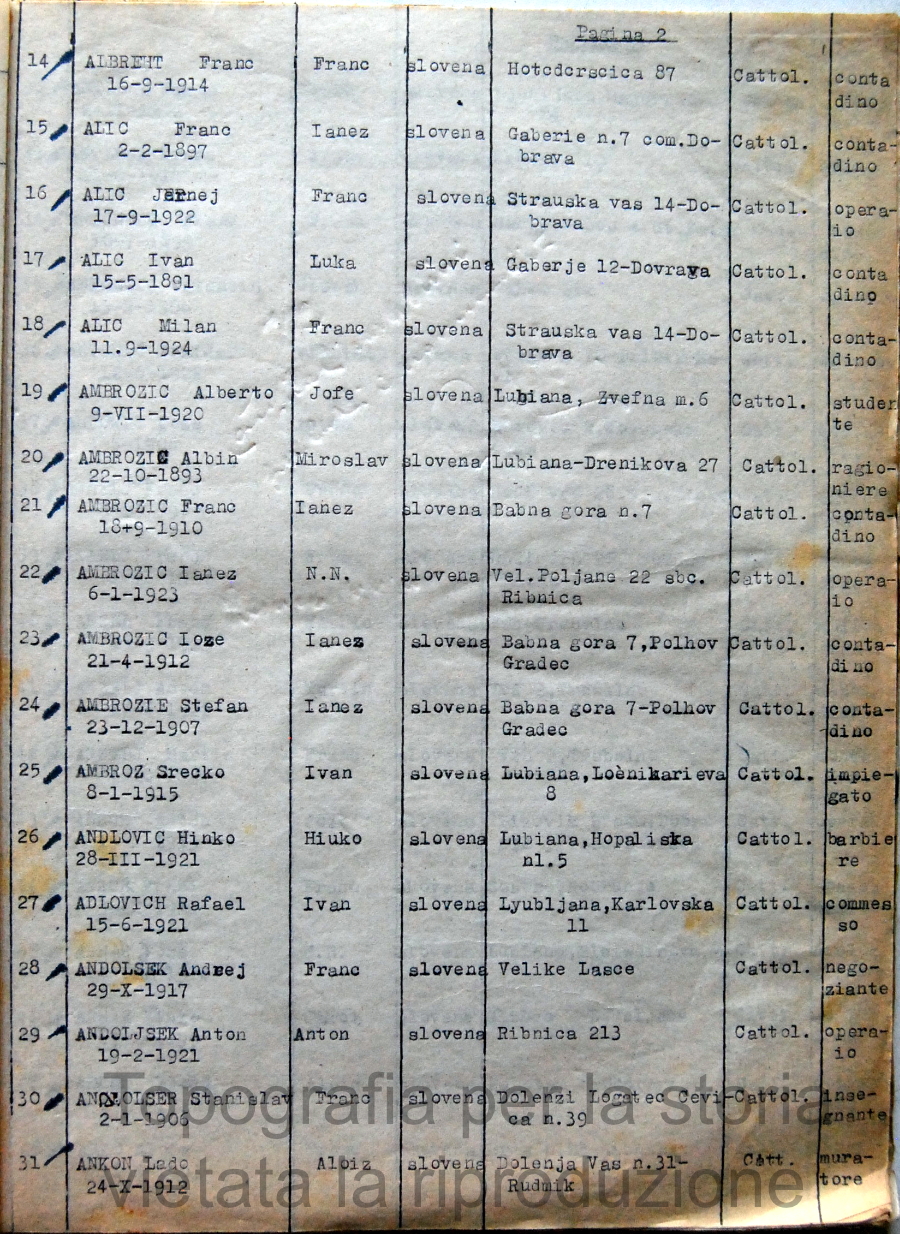 Pagina 2
14 ALBREHT Franc Franc slovena Hotedcrscica 87 Cattol. conta
16-9-1914 dino
15 ALIC Franc Ianez slovena Gaberie n.7 com.Do- Cattol. conta-
2-2-1897 brava dino
16 ALIC Jernej Franc slovena Strauska vas 14-Do- Cattol. opera-
17-9-1922 brava io
17 ALIC Ivan Luka slovena Gaberje 12-Dovrava Cattol. conta
15-5-1891 dino
18 ALIC Milan Franc slovena Strauska vas 14-Do- Cattol. conta-
11.9-1924 brava dino
19 AMBROZIC Alberto Jofe slovena Lubiana, Zvefna m.6 Cattol. studen
9-VII-1920 te
20 AMBROZIC Albin Miroslav slovena Lubiana-Drenikova 27 Cattol. ragio-
22-10-1893 niere
21 AMBROZIC Franc Ianez slovena Babna gora n.7 Cattol. conta-
18+9-1910 dino
22 AMBROZIC Ianez N.N. slovena Vel.Poljane 22 sbc. Cattol. opera-
6-1-1923 Ribnica io
23 AMBROZIC Ioze Ianez slovena Babna gora 7,Polhov Cattol. conta-
21-4-1912 Gradec dino
24 AMBROZIE Stefan Ianez slovena Babna gora 7-Polhov Cattol. conta-
23-12-1907 Gradec dino
25 AMBROZ Srecko Ivan slovena Lubiana,Loènikarieva Cattol. impie-
8-1-1915 8 gato
26 ANDLOVIC Hinko Hiuko slovena Lubiana,Hopaliska Cattol. barbie
28-III-1921 nl.5 re
27 ADLOVICH Rafael Ivan slovena Lyubljana,Karlovska Cattol. commes
15-6-1921 11 so
28 ANDOLSEK Andrej Franc slovena Velike Lasce Cattol. nego-
29-X-1917 ziante
29 ANDOLJSEK Anton Anton slovena Ribnica 213 Cattol. opera-
19-2-1921 io
30 ANDOLSER Stanislav Franc slovena Dolenzi Logatec Cevi- Cattol. inse-
2-1-1906 ca n.39 gnante
31 ANKON Lado Aloiz slovena Dolenja Vas n.31- Catt. mura-
24-X-1912 Rudmik tore
Topografia per la storia
vietata la riproduzione